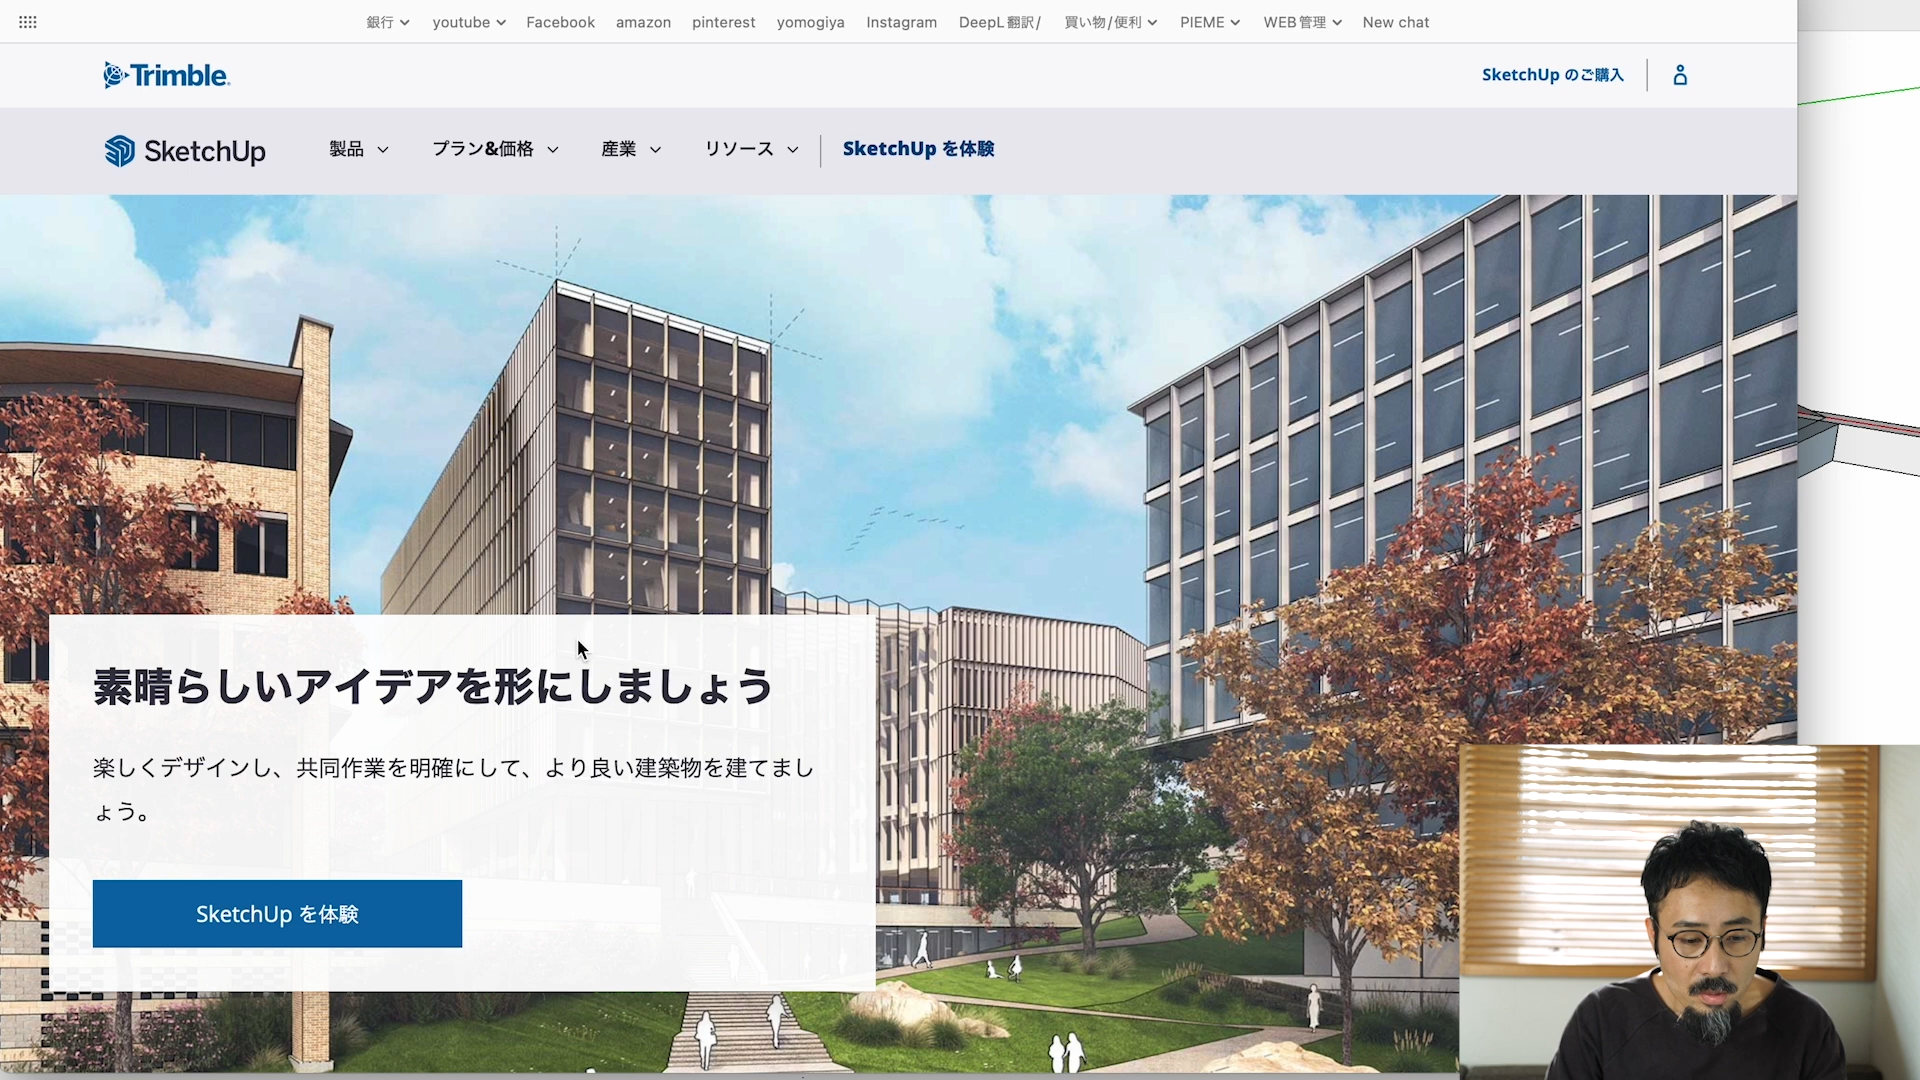 銀行 youtube Facebook amazon pinterest yomogiya Instagram DeepL翻訳/ 買い物/便利 PIEME WEB管理 New chat
Trimble SketchUp のご購入
SketchUp 製品 プラン&価格 産業 リソース SketchUp を体験
素晴らしいアイデアを形にしましょう
楽しくデザインし、共同作業を明確にして、より良い建築物を建てまし
ょう。
SketchUp を体験